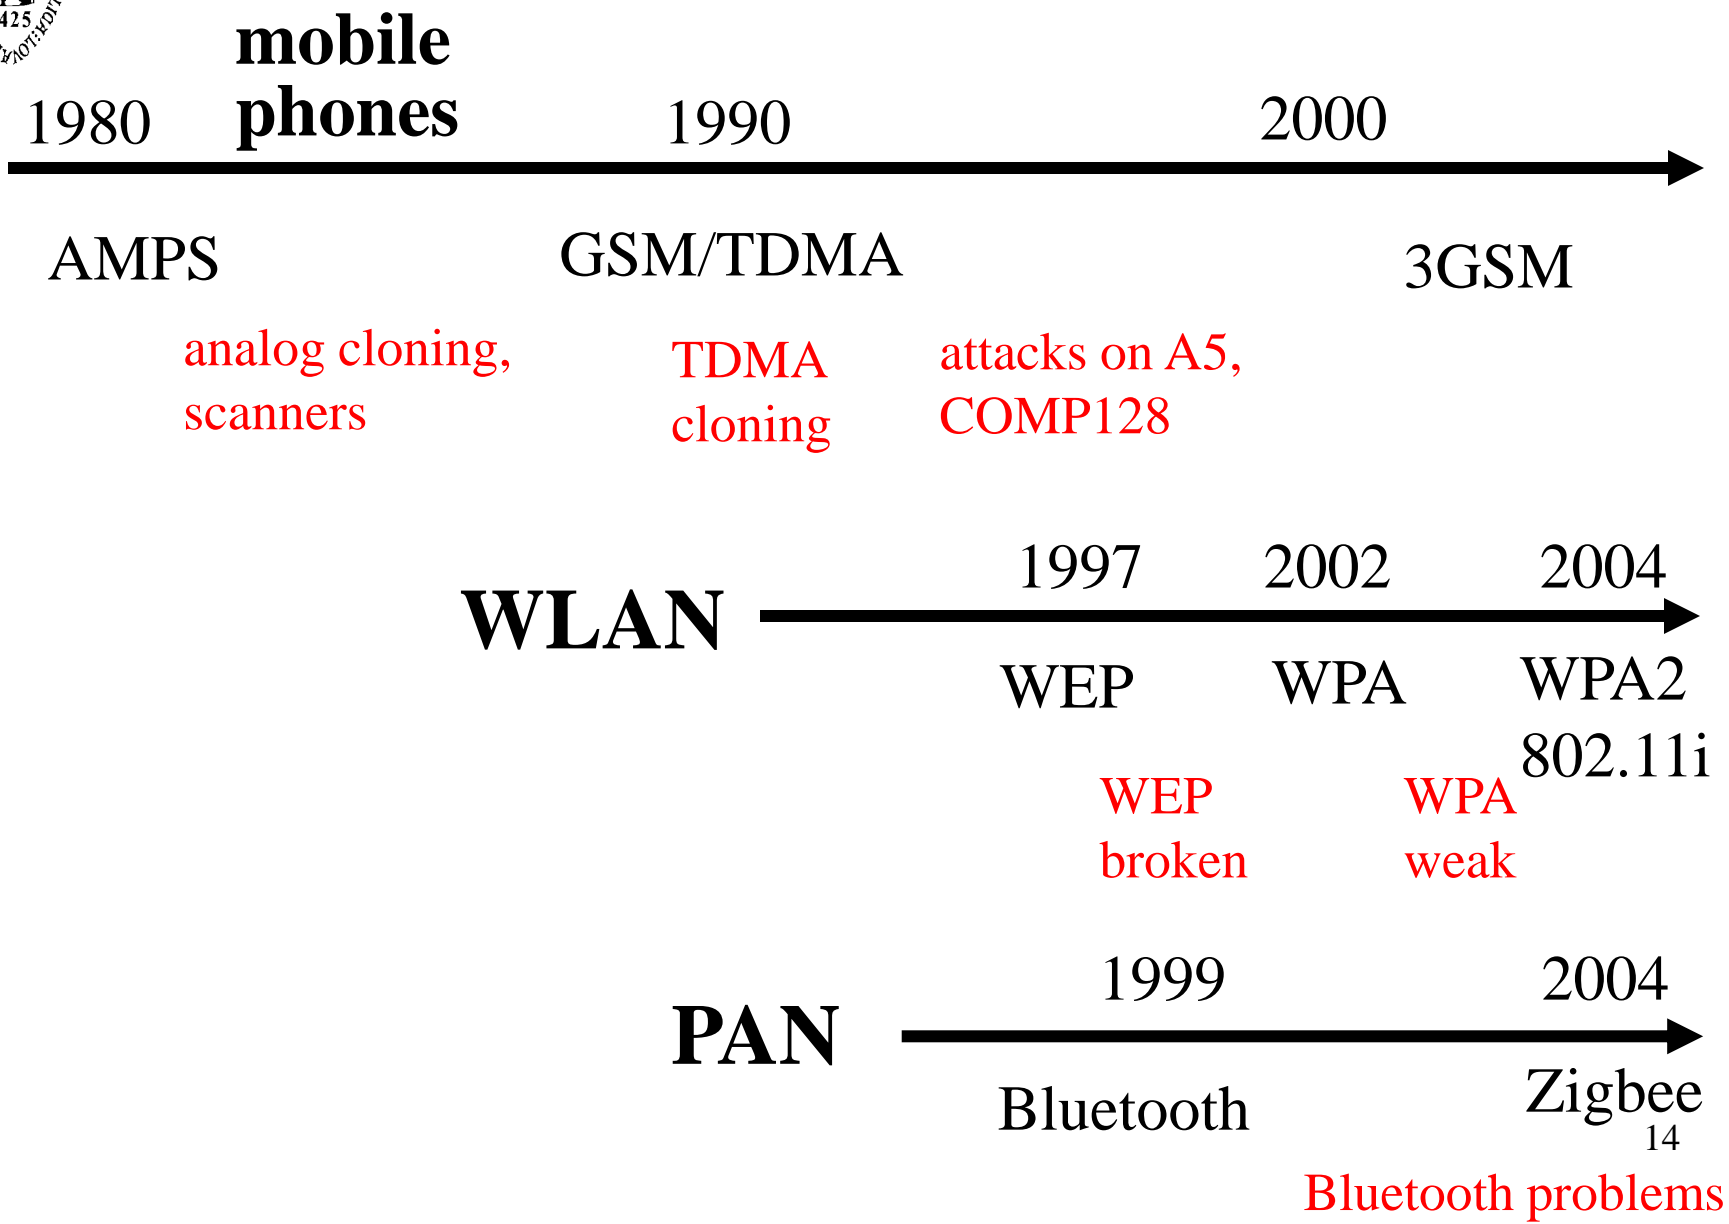 425
mobile
phones
1980
1990
2000
AMPS
GSM/TDMA
3GSM
analog cloning,
scanners
TDMA
cloning
attacks on A5,
COMP128
WLAN
1997
2002
2004
WEP
WPA
WPA2
802.11i
WEP
broken
WPA
weak
PAN
1999
2004
Bluetooth
Zigbee
14
Bluetooth problems